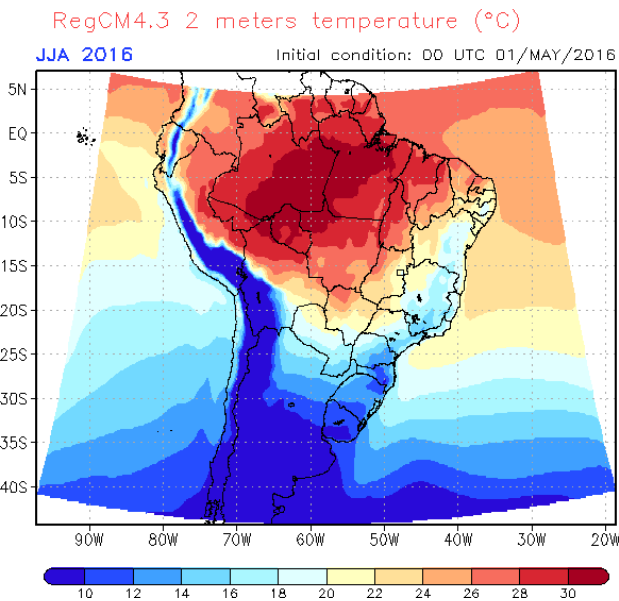 RegCM4.3 2 meters temperature (°C)
JJA 2016 Initial condition: 00 UTC 01/MAY/2016
5N
EQ
5S
10S
15S
20S
25S
30S
35S
40S
90W 80W 70W 60W 50W 40W 30W 20W
10 12 14 16 18 20 22 24 26 28 30